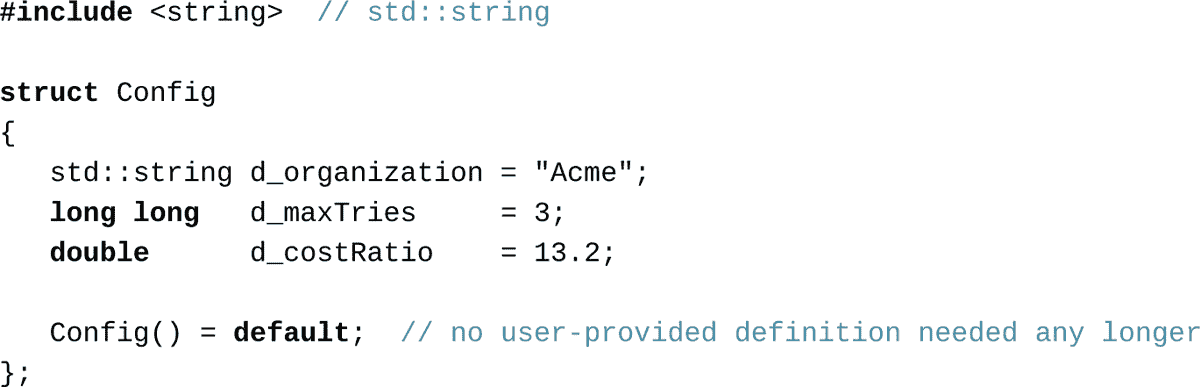 #include <string>  // std::string
struct Config
{
   std::string d_organization = "Acme";
   long long   d_maxTries     = 3;
   double      d_costRatio    = 13.2;
   Config() = default;  // no user-provided definition needed any longer
};